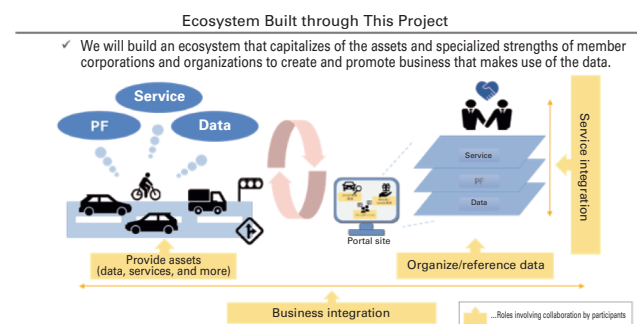 Ecosystem Built through This Project
✓ We will build an ecosystem that capitalizes of the assets and specialized strengths of member
corporations and organizations to create and promote business that makes use of the data.
Service
PF
Data
Service
PF
Data
Portal site
Service integration
Provide assets
(data, services, and more)
Organize/reference data
Business integration
...Roles involving collaboration by participants